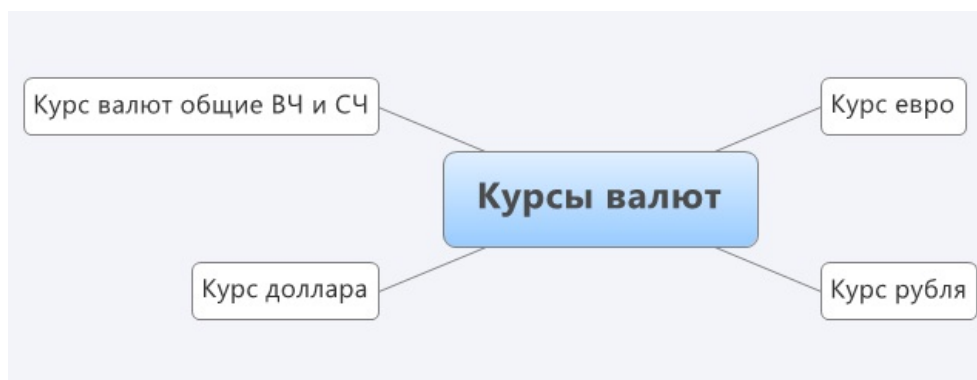 Курс валют общие ВЧ и СЧ
Курс евро
Курсы валют
Курс доллара
Курс рубля